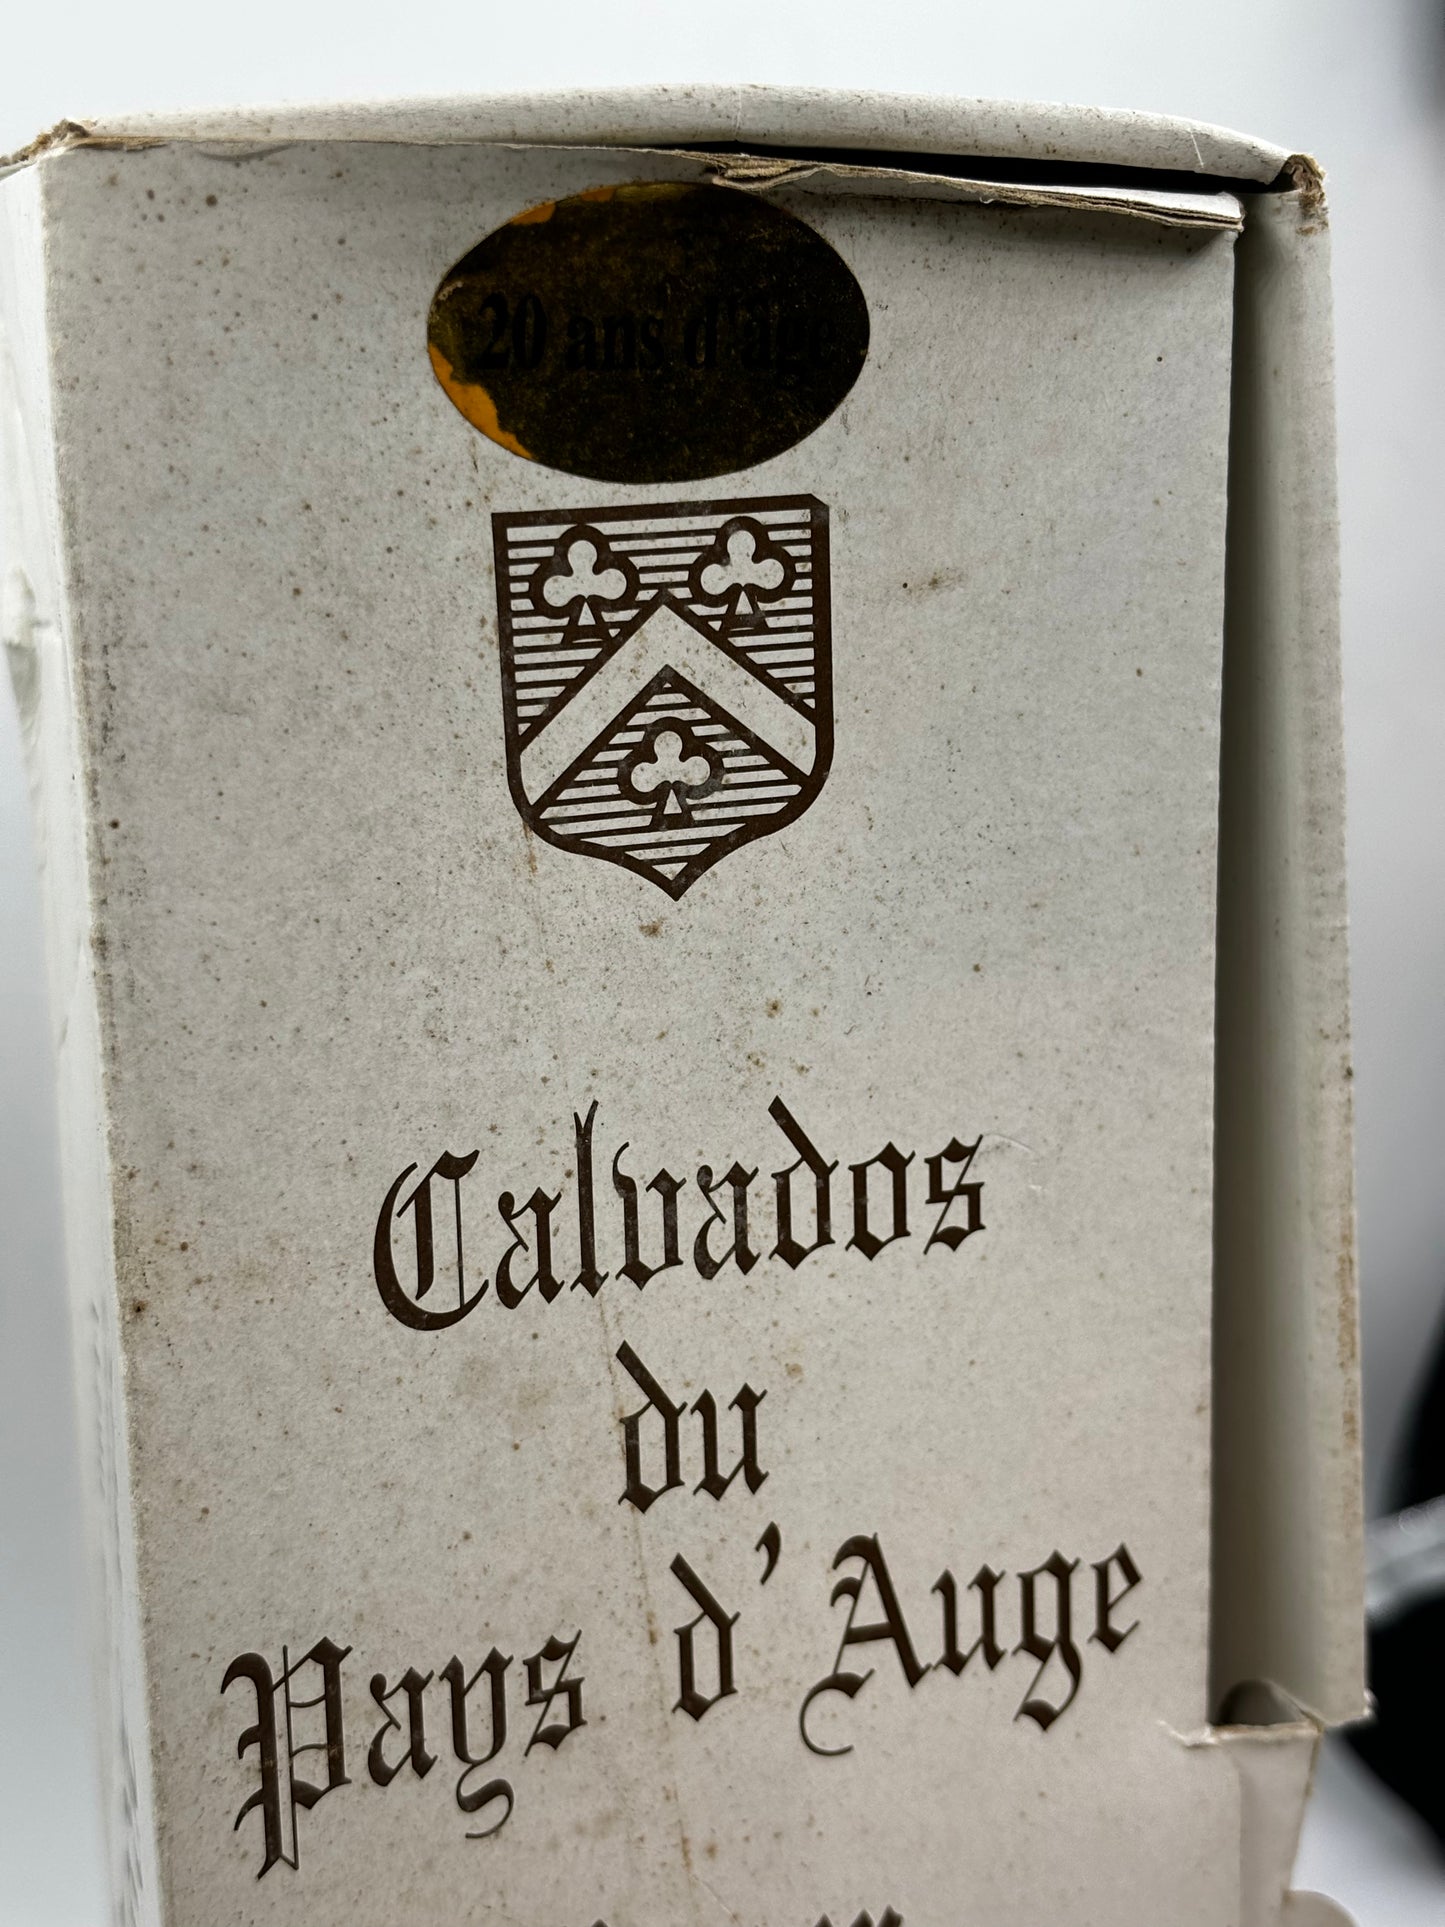 20 ans d'âge
Calvados
du
Pays d'Auge